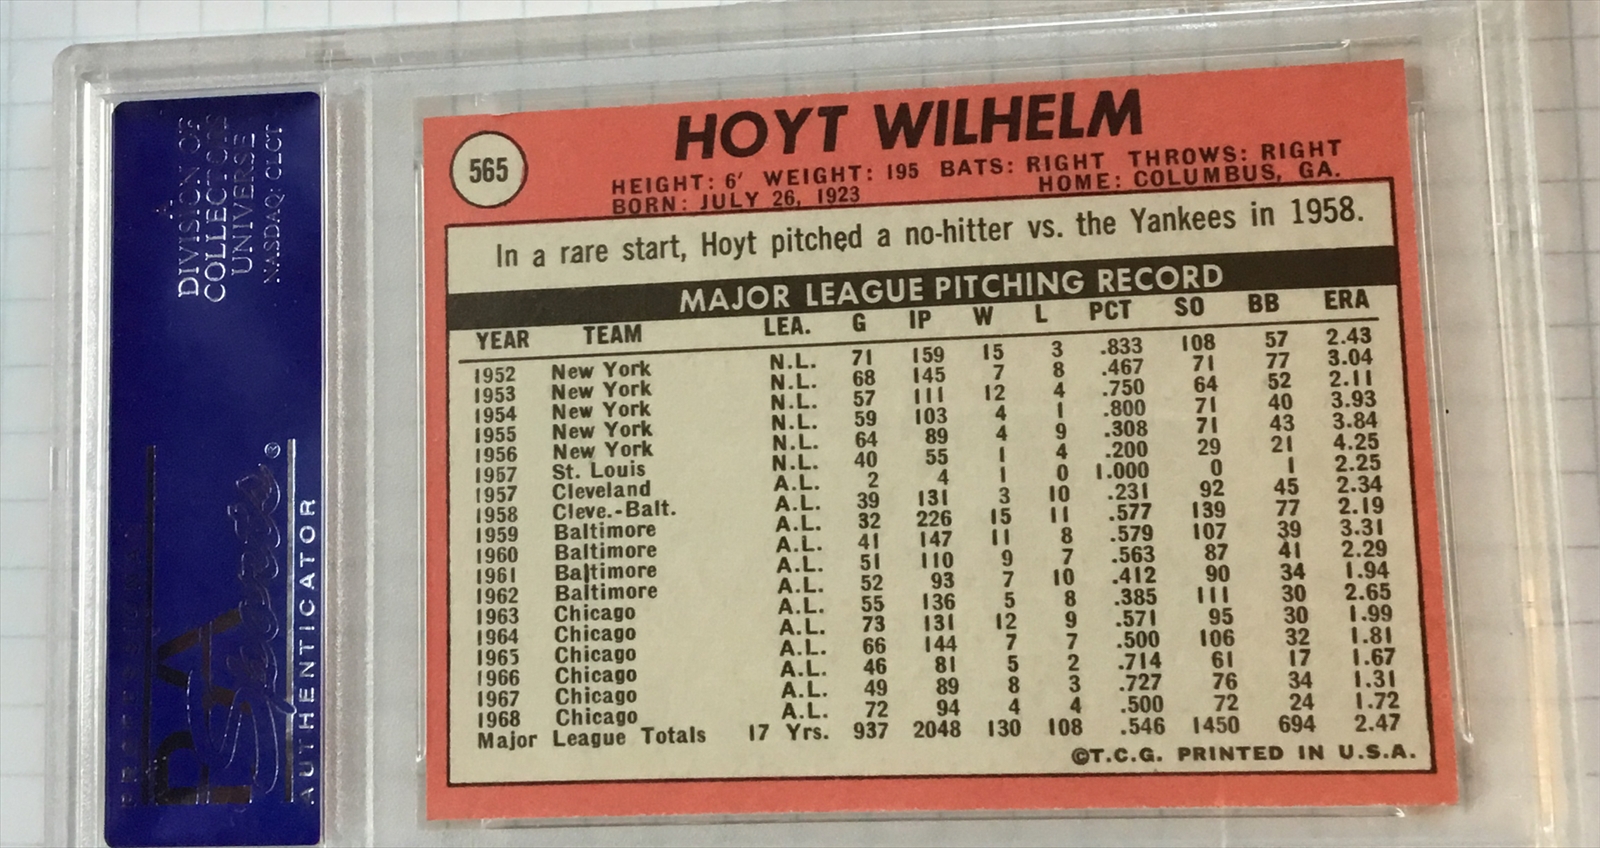 DIVISION OF
COLLECTORS
UNIVERSE
NASDAQ: CLCT
PROFESSIONAL
PSA
Sports®
AUTHENTICATOR
565
HOYT WILHELM
HEIGHT: 6' WEIGHT: 195 BATS: RIGHT THROWS: RIGHT
BORN: JULY 26, 1923 HOME: COLUMBUS, GA.
In a rare start, Hoyt pitched a no-hitter vs. the Yankees in 1958.
MAJOR LEAGUE PITCHING RECORD
YEAR TEAM LEA. G IP W L PCT SO BB ERA
1952 New York N.L. 71 159 15 3 .833 108 57 2.43
1953 New York N.L. 68 145 7 8 .467 71 77 3.04
1954 New York N.L. 57 111 12 4 .750 64 52 2.11
1955 New York N.L. 59 103 4 1 .800 71 40 3.93
1956 New York N.L. 64 89 4 9 .308 71 43 3.84
1957 St. Louis N.L. 40 55 1 4 .200 29 21 4.25
1957 Cleveland A.L. 2 4 1 0 1.000 0 1 2.25
1958 Cleve.-Balt. A.L. 39 131 3 10 .231 92 45 2.34
1959 Baltimore A.L. 32 226 15 11 .577 139 77 2.19
1960 Baltimore A.L. 41 147 11 8 .579 107 39 3.31
1961 Baltimore A.L. 51 110 9 7 .563 87 41 2.29
1962 Baltimore A.L. 52 93 7 10 .412 90 34 1.94
1963 Chicago A.L. 55 136 5 8 .385 111 30 2.65
1964 Chicago A.L. 73 131 12 9 .571 95 30 1.99
1965 Chicago A.L. 66 144 7 7 .500 106 32 1.81
1966 Chicago A.L. 46 81 5 2 .714 61 17 1.67
1967 Chicago A.L. 49 89 8 3 .727 76 34 1.31
1968 Chicago A.L. 72 94 4 4 .500 72 24 1.72
Major League Totals 17 Yrs. 937 2048 130 108 .546 1450 694 2.47
©T.C.G. PRINTED IN U.S.A.